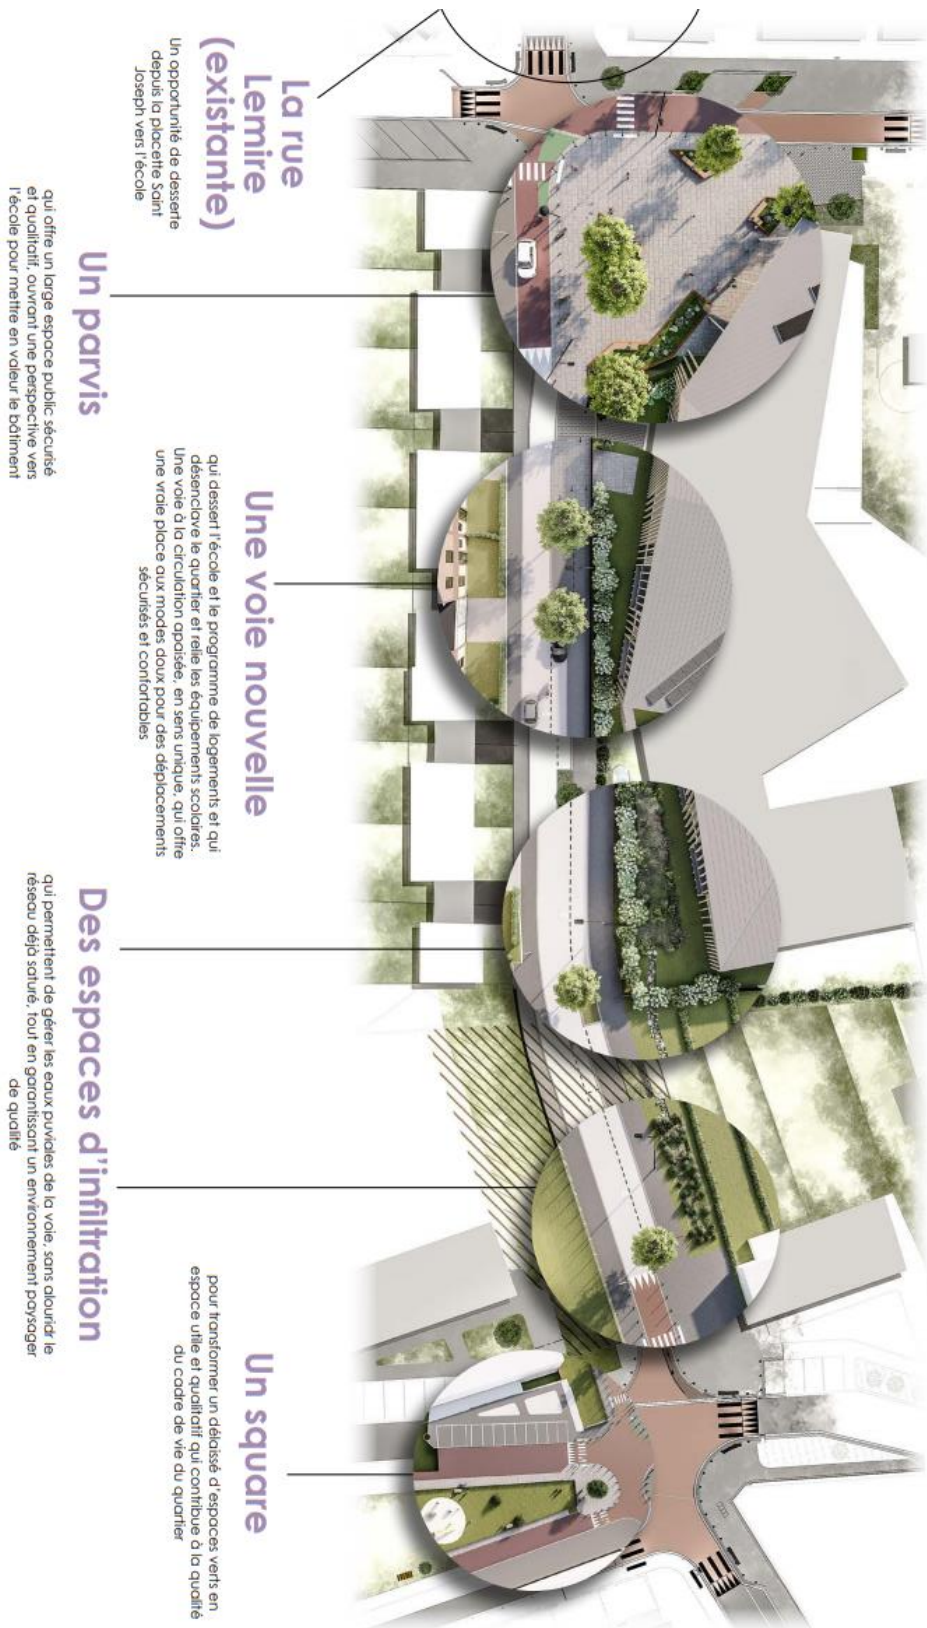 La rue
Lemire
(existante)
Un opportunité de desserte
depuis la placette Saint
Joseph vers l'école
Un parvis
qui offre un large espace public sécurisé
et qualitatif, ouvrant une perspective vers
l'école pour mettre en valeur le bâtiment
Une voie nouvelle
qui dessert l'école et le programme de logements et qui
désenclave le quartier et relie les équipements scolaires.
Une voie à la circulation apaisée, en sens unique, qui offre
une vraie place aux modes doux pour des déplacements
sécurisés et confortables
Des espaces d'infiltration
qui permettent de gérer les eaux puviales de la voie, sans alouridr le
réseau déjà saturé, tout en garantissant un environnement paysager
de qualité
Un square
pour transformer un délaissé d'espaces verts en
espace utile et qualitatif qui contribue à la qualité
du cadre de vie du quartier